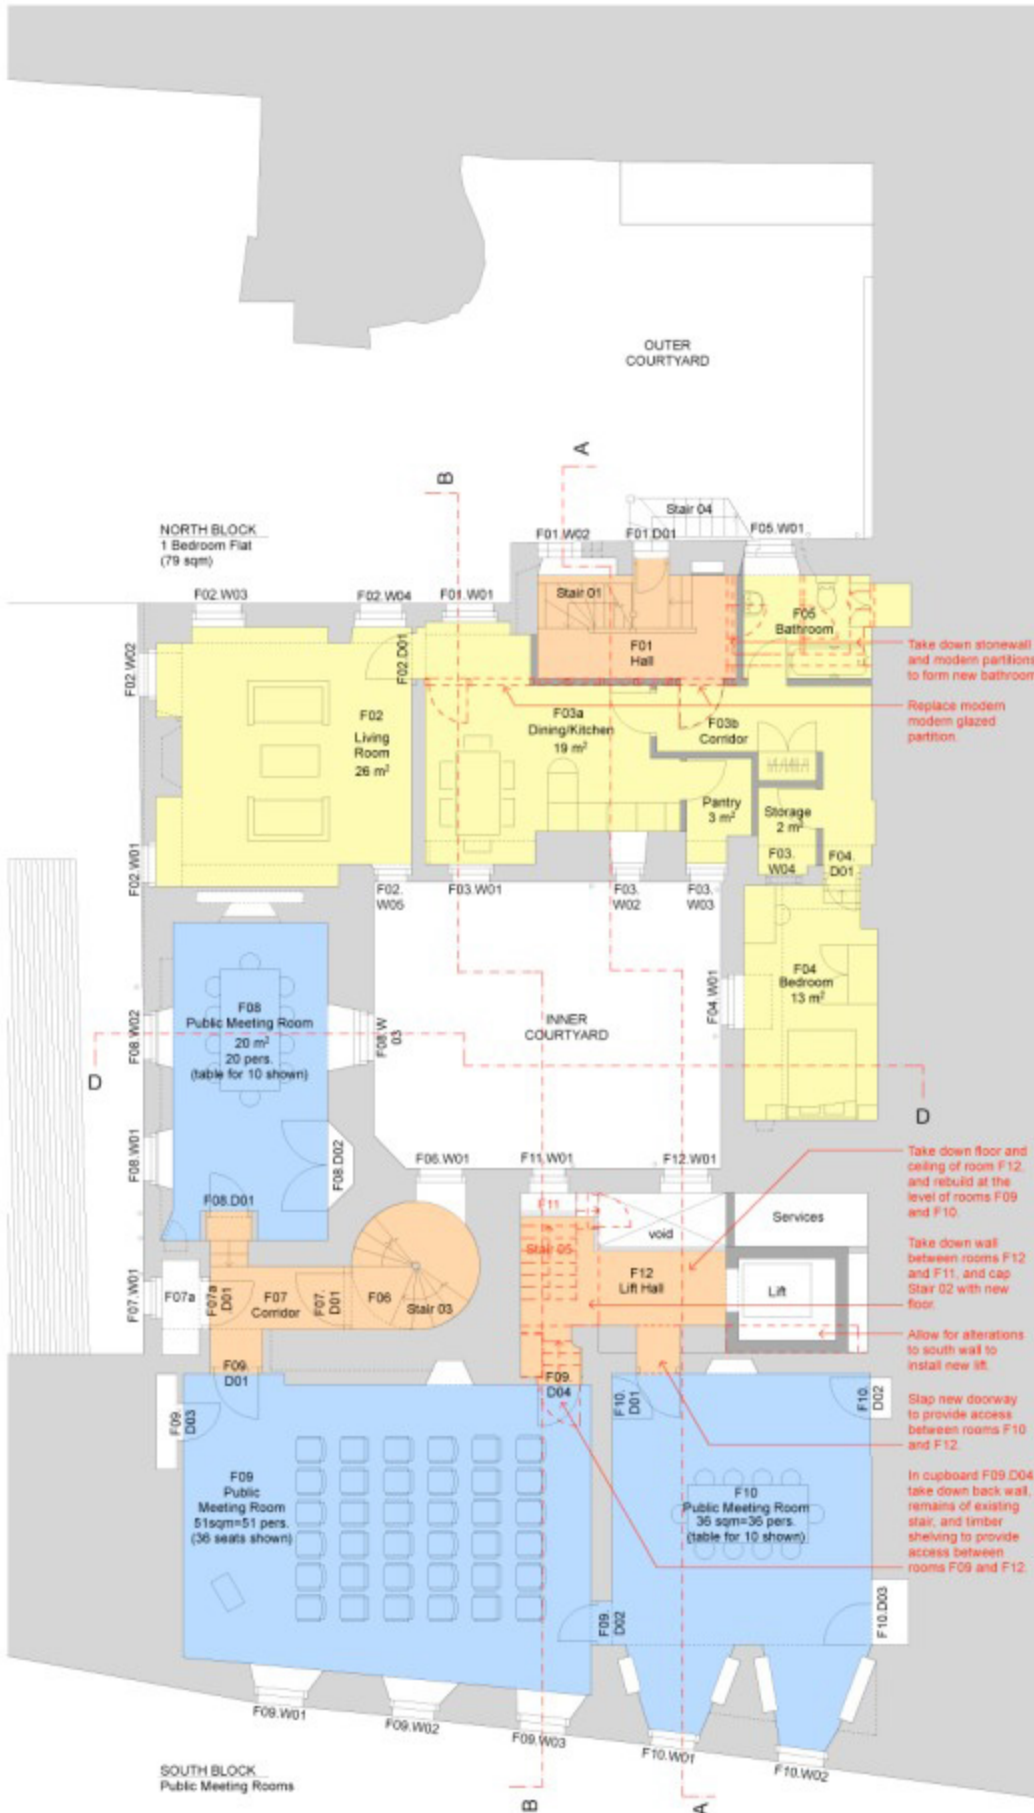 OUTER
COURTYARD
A
B
Stair 04
NORTH BLOCK
1 Bedroom Flat
(79 sqm)
F01.W02
F01.D01
F05.W01
F02.W03
F02.W04
F01.W01
Stair 01
F05
Bathroom
F01
Hall
Take down stonewall
and modern partitions
to form new bathroom
F02.W02
F02.D01
F02
Living
Room
26 m²
F03a
Dining/Kitchen
19 m²
F03b
Corridor
Replace modern
modern glazed
partition.
Pantry
3 m²
Storage
2 m²
F02.W01
F02.
W05
F03.W01
F03.
W02
F03.
W03
F03.
W04
F04.
D01
F04
Bedroom
13 m²
F04.W01
F08
Public Meeting Room
20 m²
20 pers.
(table for 10 shown)
F08.W02
F08.W
03
INNER
COURTYARD
D
D
F08.W01
F08.D02
F08.D01
F06.W01
F11.W01
F12.W01
Take down floor and
ceiling of room F12,
and rebuild at the
level of rooms F09
and F10.
F11
Stair 05
void
Services
Take down wall
between rooms F12
and F11, and cap
Stair 02 with new
floor.
F07.W01
F07a
F07a
D01
F07
Corridor
F07.
D01
F06
Stair 03
F12
Lift Hall
Lift
Allow for alterations
to south wall to
install new lift.
F09.
D01
F09.
D03
F09.
D04
F10.
D01
F10.
D02
Slap new doorway
to provide access
between rooms F10
and F12.
F09
Public
Meeting Room
51sqm=51 pers.
(36 seats shown)
F10
Public Meeting Room
36 sqm=36 pers.
(table for 10 shown)
In cupboard F09.D04
take down back wall,
remains of existing
stair, and timber
shelving to provide
access between
rooms F09 and F12.
F09.
D02
F10.D03
F09.W01
F09.W02
F09.W03
F10.W01
F10.W02
SOUTH BLOCK
Public Meeting Rooms
B
A